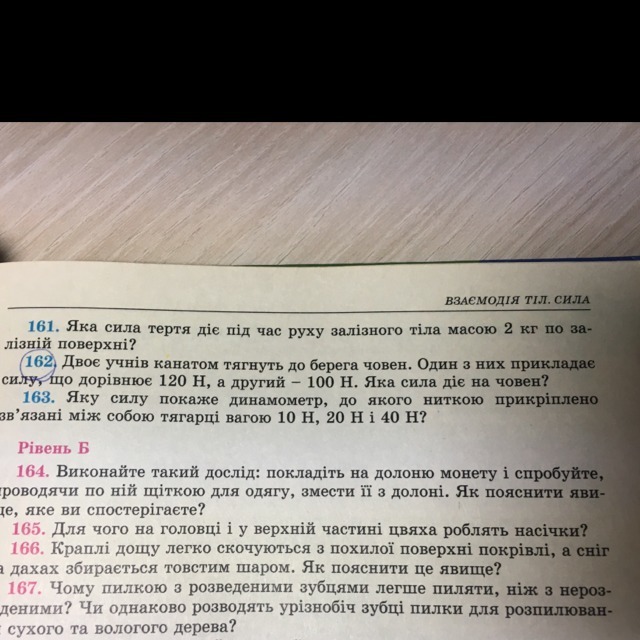 ВЗАЄМОДІЯ ТІЛ. СИЛА
161. Яка сила тертя діє під час руху залізного тіла масою 2 кг по за-
лізній поверхні?
162. Двоє учнів канатом тягнуть до берега човен. Один з них прикладає
силу, що дорівнює 120 Н, а другий – 100 Н. Яка сила діє на човен?
163. Яку силу покаже динамометр, до якого ниткою прикріплено
зв'язані між собою тягарці вагою 10 Н, 20 Н і 40 Н?
Рівень Б
164. Виконайте такий дослід: покладіть на долоню монету і спробуйте,
проводячи по ній щіткою для одягу, змести її з долоні. Як пояснити яви-
ще, яке ви спостерігаєте?
165. Для чого на головці і у верхній частині цвяха роблять насічки?
166. Краплі дощу легко скочуються з похилої поверхні покрівлі, а сніг
а дахах збирається товстим шаром. Як пояснити це явище?
167. Чому пилкою з розведеними зубцями легше пиляти, ніж з нероз-
деними? Чи однаково розводять урізнобіч зубці пилки для розпилюван-
сухого та вологого дерева?